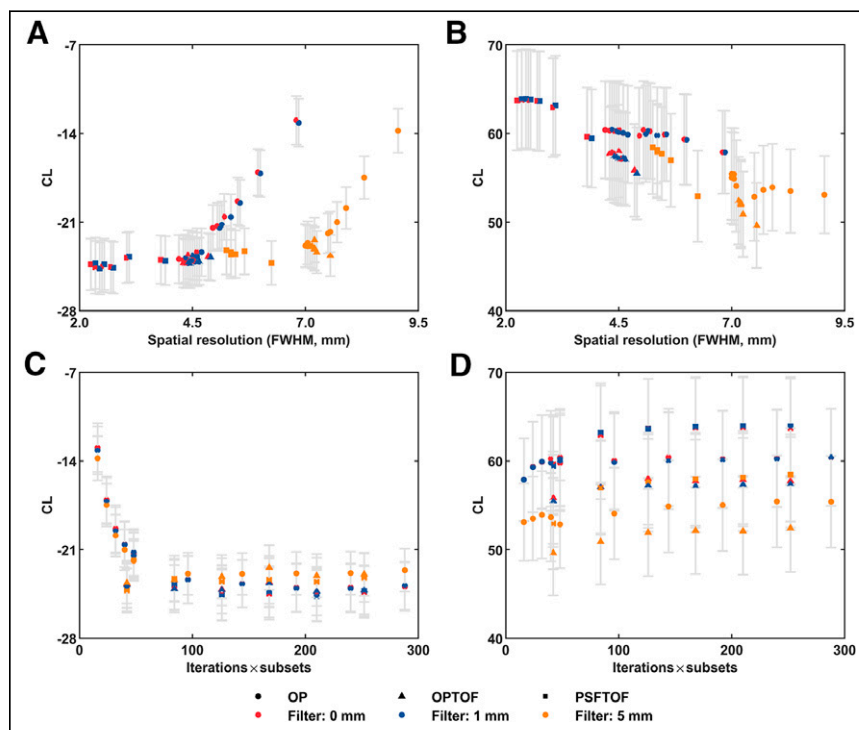 A
B
-7
-14
-21
-28
CL
2.0 4.5 7.0 9.5
Spatial resolution (FWHM, mm)
70
60
50
40
CL
2.0 4.5 7.0 9.5
Spatial resolution (FWHM, mm)
C
D
-7
-14
-21
-28
CL
0 100 200 300
Iterations×subsets
70
60
50
40
CL
0 100 200 300
Iterations×subsets
OP OPTOF PSFTOF
Filter: 0 mm Filter: 1 mm Filter: 5 mm